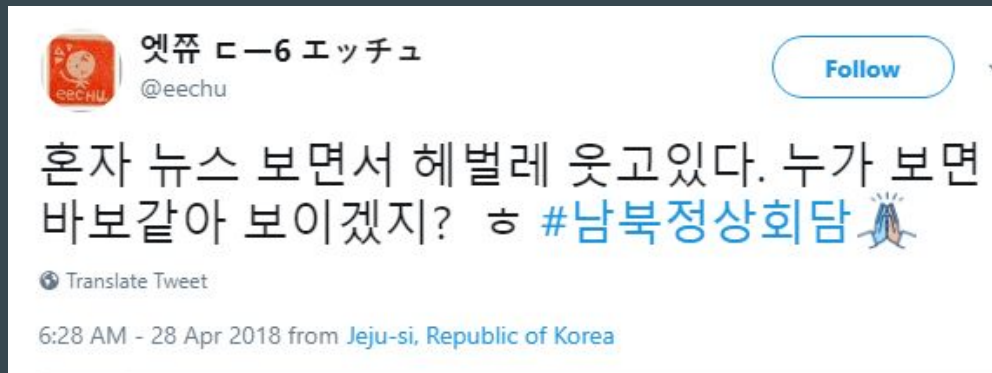 엣쮸 ㄷㅡ6 エッチュ
@eechu
Follow
eecHU.
혼자 뉴스 보면서 헤벌레 웃고있다. 누가 보면
바보같아 보이겠지? ㅎ #남북정상회담
Translate Tweet
6:28 AM - 28 Apr 2018 from Jeju-si, Republic of Korea